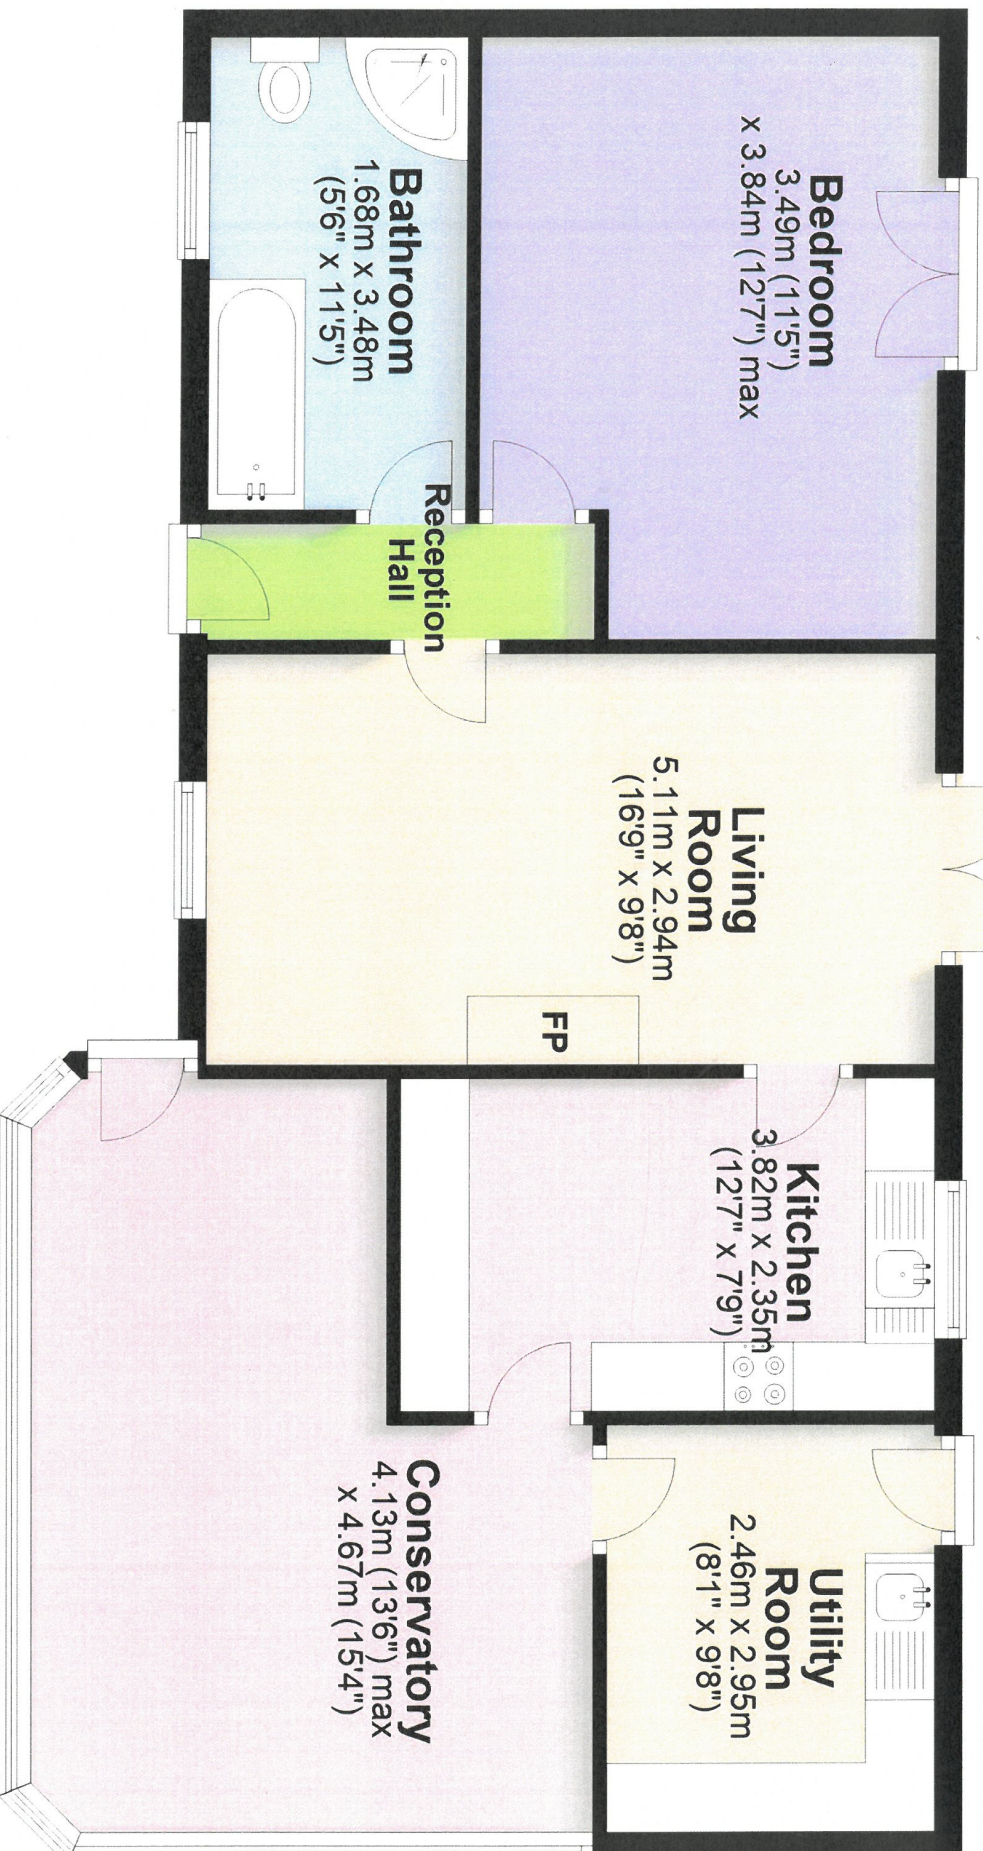 Bedroom
3.49m (11'5")
x 3.84m (12'7") max
Bathroom
1.68m x 3.48m
(5'6" x 11'5")
Reception
Hall
Living
Room
5.11m x 2.94m
(16'9" x 9'8")
FP
Kitchen
3.82m x 2.35m
(12'7" x 7'9")
Utility
Room
2.46m x 2.95m
(8'1" x 9'8")
Conservatory
4.13m (13'6") max
x 4.67m (15'4")